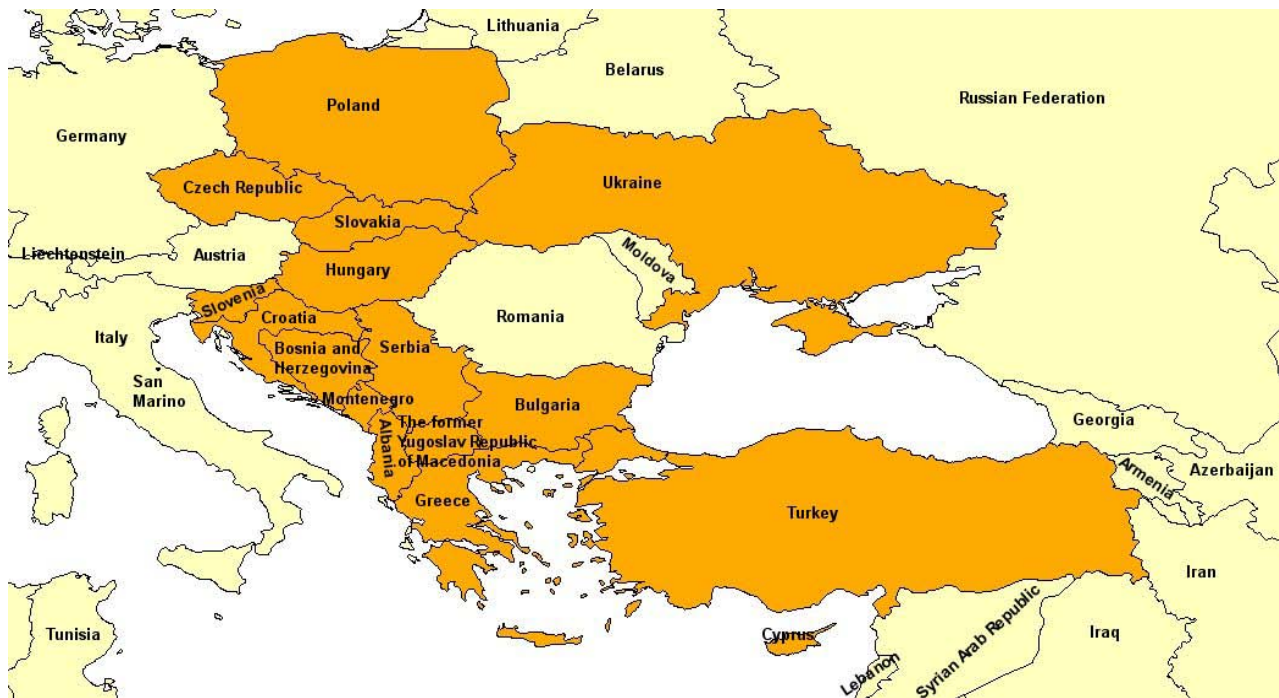 Lithuania
Belarus
Russian Federation
Poland
Germany
Ukraine
Czech Republic
Slovakia
Liechtenstein
Austria
Moldova
Hungary
Slovenia
Croatia
Romania
Italy
Bosnia and
Herzegovina
Serbia
San
Marino
Montenegro
Bulgaria
Albania
The former
Yugoslav Republic
of Macedonia
Georgia
Armenia
Azerbaijan
Greece
Turkey
Iran
Tunisia
Cyprus
Lebanon
Syrian Arab Republic
Iraq